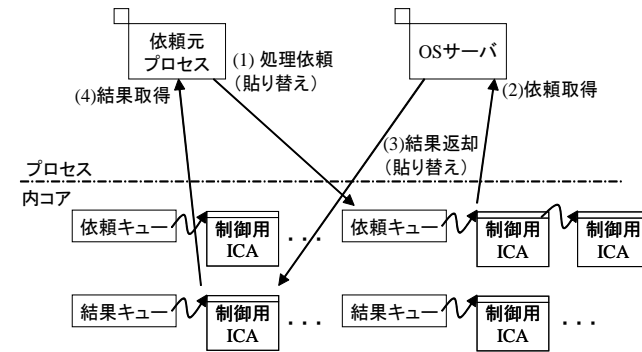 依頼元
プロセス
OSサーバ
(1) 処理依頼
(貼り替え)
(2)依頼取得
(4)結果取得
(3)結果返却
(貼り替え)
プロセス
内コア
依頼キュー
制御用
ICA
・・・
依頼キュー
制御用
ICA
制御用
ICA
結果キュー
制御用
ICA
・・・
結果キュー
制御用
ICA
・・・